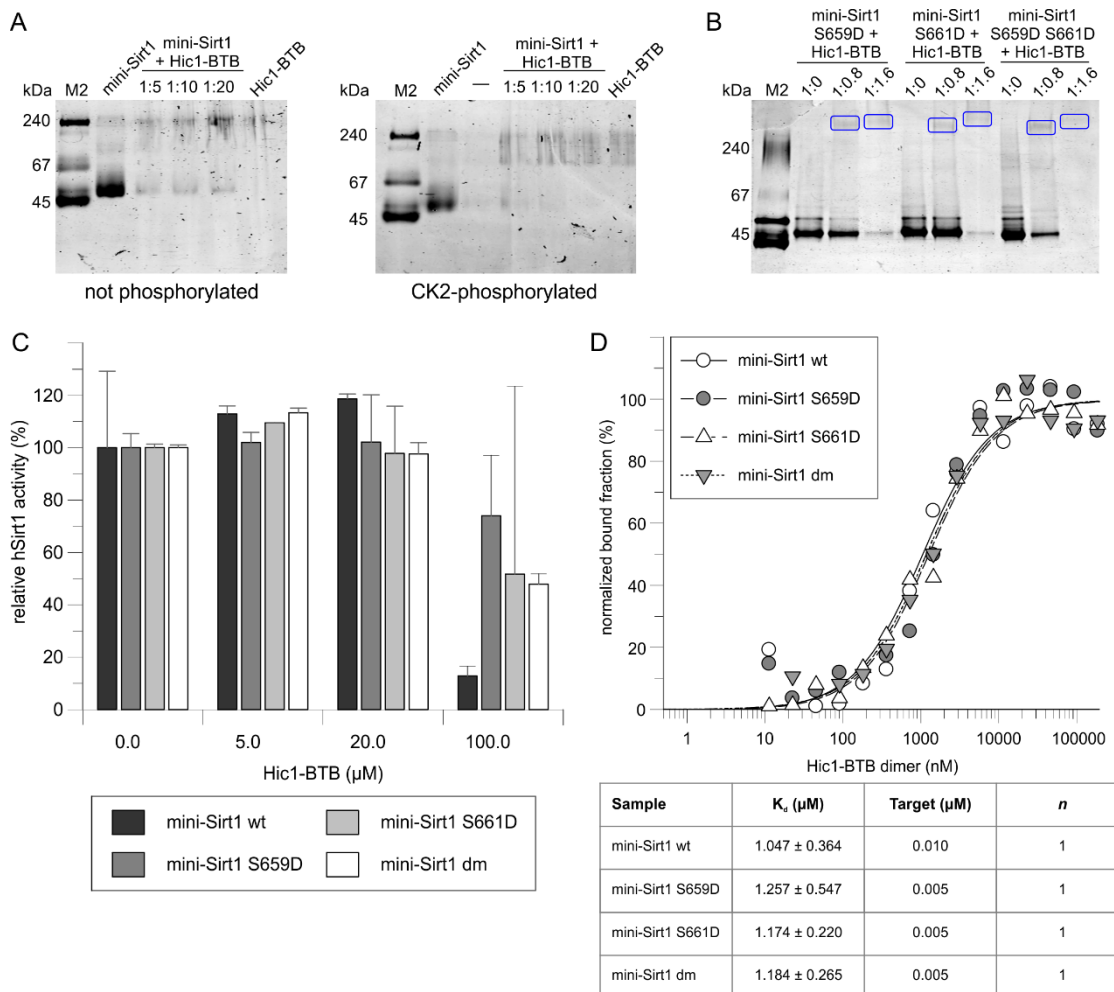 A
mini-Sirt1
mini-Sirt1 + Hic1-BTB
Hic1-BTB
kDa M2 1:5 1:10 1:20
240
67
45
not phosphorylated
mini-Sirt1
mini-Sirt1 + Hic1-BTB
Hic1-BTB
kDa M2 — 1:5 1:10 1:20
240
67
45
CK2-phosphorylated
B
mini-Sirt1 mini-Sirt1 mini-Sirt1
S659D + S661D + S659D S661D
Hic1-BTB Hic1-BTB + Hic1-BTB
kDa M2 1:0 1:0.8 1:1.6 1:0 1:0.8 1:1.6 1:0 1:0.8 1:1.6
240
67
45
C
relative hSirt1 activity (%)
120
100
80
60
40
20
0
0.0 5.0 20.0 100.0
Hic1-BTB (µM)
mini-Sirt1 wt mini-Sirt1 S661D
mini-Sirt1 S659D mini-Sirt1 dm
D
mini-Sirt1 wt
mini-Sirt1 S659D
mini-Sirt1 S661D
mini-Sirt1 dm
normalized bound fraction (%)
100
80
60
40
20
0
1 10 100 1000 10000 100000
Hic1-BTB dimer (nM)
Sample Kd (µM) Target (µM) n
mini-Sirt1 wt 1.047 ± 0.364 0.010 1
mini-Sirt1 S659D 1.257 ± 0.547 0.005 1
mini-Sirt1 S661D 1.174 ± 0.220 0.005 1
mini-Sirt1 dm 1.184 ± 0.265 0.005 1